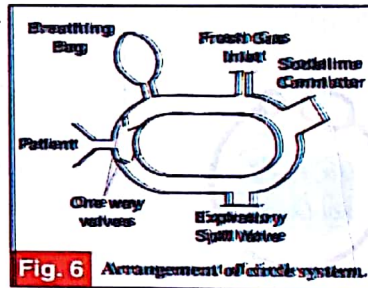 Breathing
Bag
Fresh Gas
Inlet
Sodalime
Cannister
Patient
One way
valves
Expiratory
Spill Valve
Fig. 6 Arrangement of circle system.